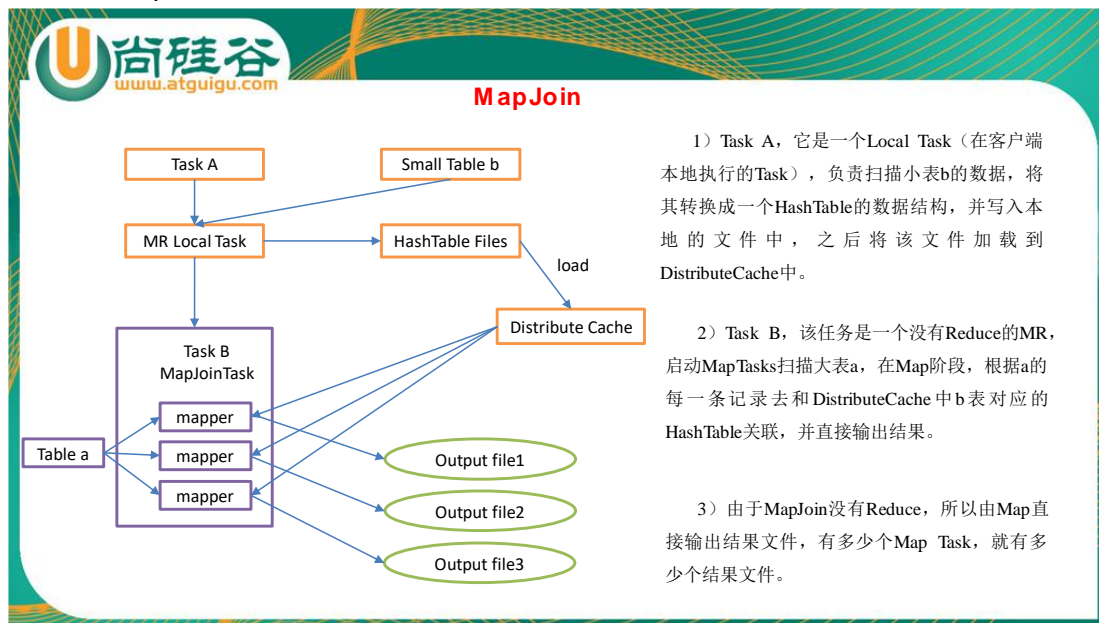 尚硅谷
www.atguigu.com
MapJoin
Task A
Small Table b
MR Local Task
HashTable Files
load
Distribute Cache
Task B
MapJoinTask
mapper
mapper
mapper
Table a
Output file1
Output file2
Output file3
1）Task A，它是一个Local Task（在客户端
本地执行的Task），负责扫描小表b的数据，将
其转换成一个HashTable的数据结构，并写入本
地的文件中，之后将该文件加载到
DistributeCache中。
2）Task B，该任务是一个没有Reduce的MR，
启动MapTasks扫描大表a，在Map阶段，根据a的
每一条记录去和DistributeCache中b表对应的
HashTable关联，并直接输出结果。
3）由于MapJoin没有Reduce，所以由Map直
接输出结果文件，有多少个Map Task，就有多
少个结果文件。